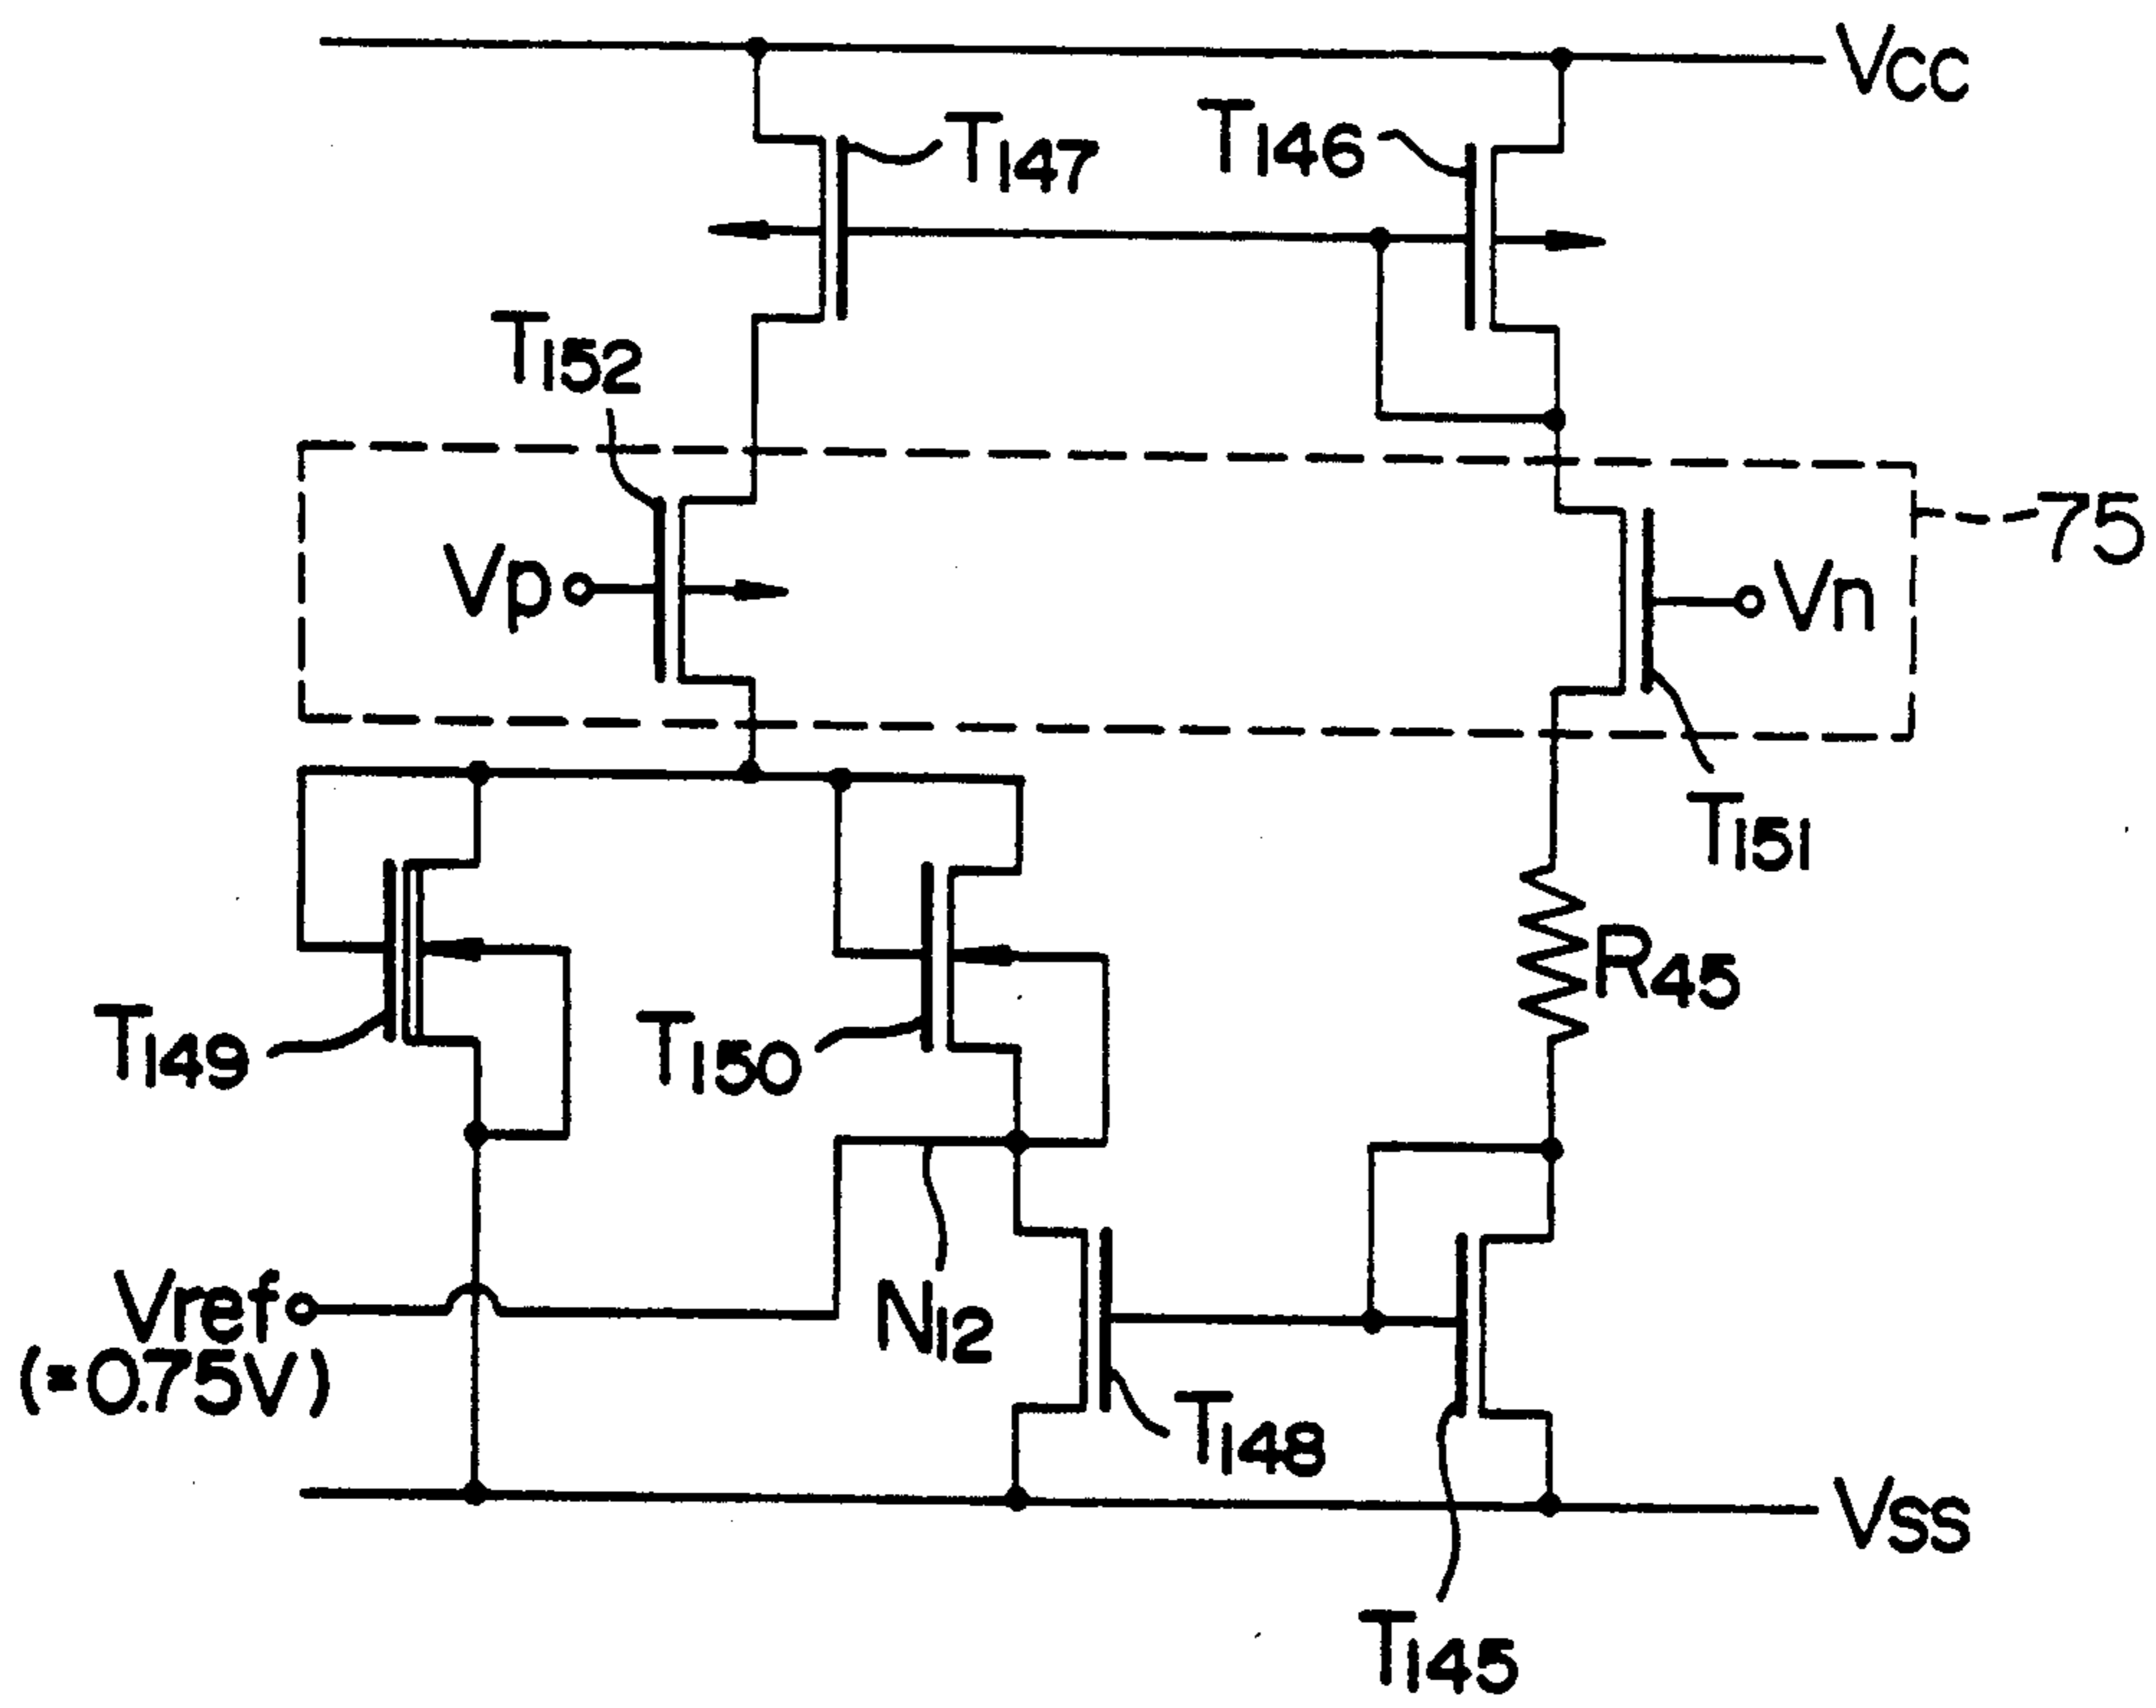 Vcc
T147
T146
T152
75
Vp
Vn
T151
R45
T149
T150
Vref
(≈0.75V)
N12
T148
Vss
T145